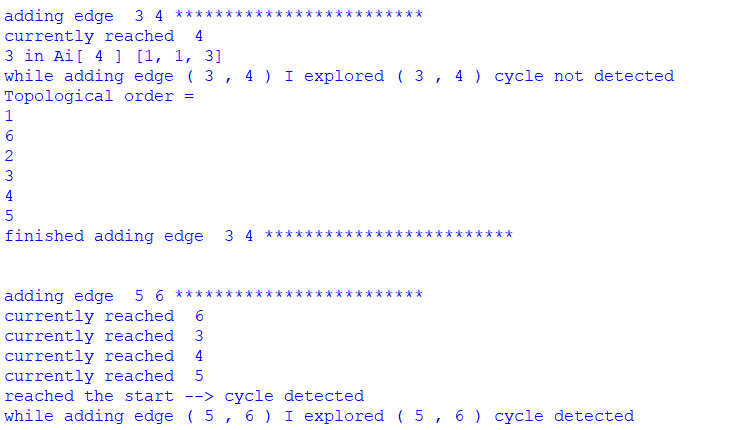 adding edge  3 4 *************************
currently reached  4
3 in Ai[ 4 ] [1, 1, 3]
while adding edge ( 3 , 4 ) I explored ( 3 , 4 ) cycle not detected
Topological order =
1
6
2
3
4
5
finished adding edge  3 4 *************************
adding edge  5 6 *************************
currently reached  6
currently reached  3
currently reached  4
currently reached  5
reached the start --> cycle detected
while adding edge ( 5 , 6 ) I explored ( 5 , 6 ) cycle detected